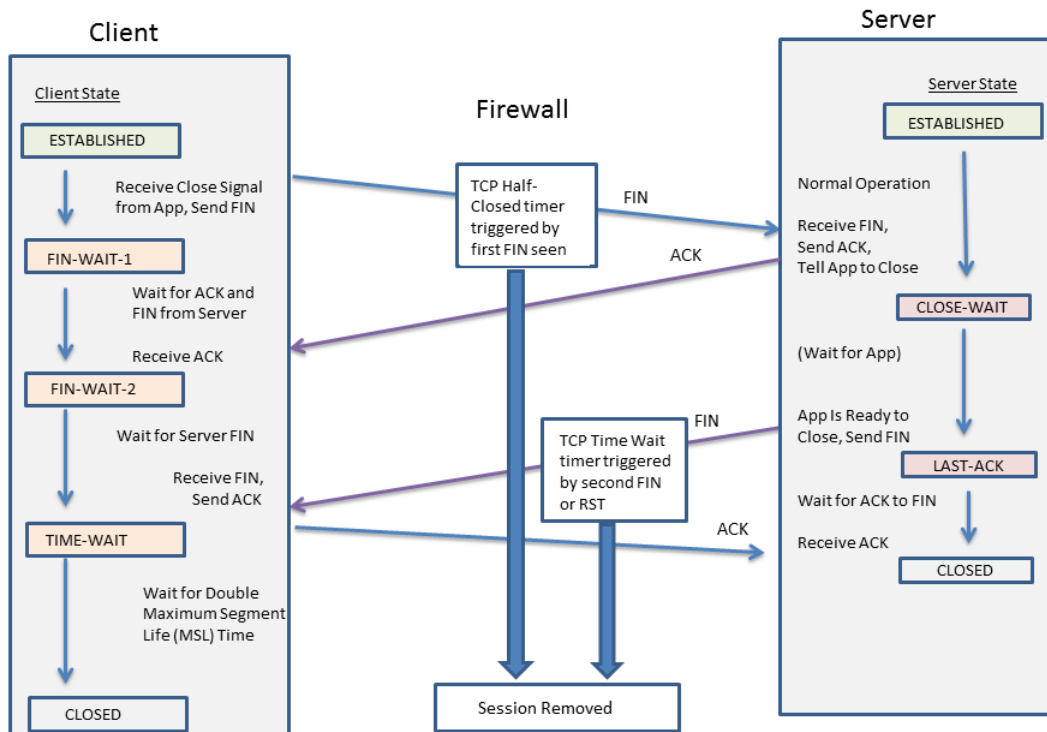 Client
Server
Firewall
Client State
ESTABLISHED
Receive Close Signal
from App, Send FIN
FIN-WAIT-1
Wait for ACK and
FIN from Server
Receive ACK
FIN-WAIT-2
Wait for Server FIN
Receive FIN,
Send ACK
TIME-WAIT
Wait for Double
Maximum Segment
Life (MSL) Time
CLOSED
TCP Half-
Closed timer
triggered by
first FIN seen
FIN
ACK
TCP Time Wait
timer triggered
by second FIN
or RST
FIN
ACK
Session Removed
Server State
ESTABLISHED
Normal Operation
Receive FIN,
Send ACK,
Tell App to Close
CLOSE-WAIT
(Wait for App)
App Is Ready to
Close, Send FIN
LAST-ACK
Wait for ACK to FIN
Receive ACK
CLOSED